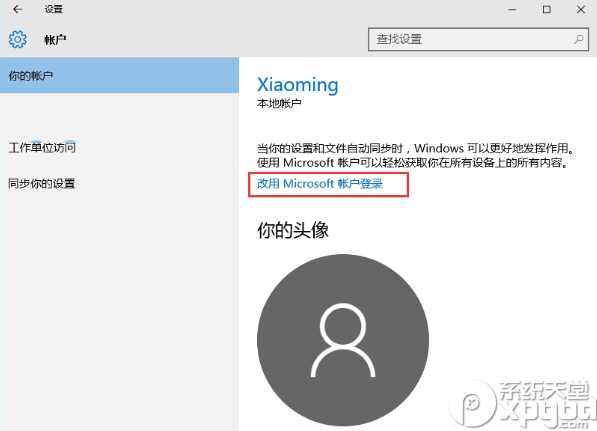 设置
帐户
查找设置
你的帐户
工作单位访问
同步你的设置
Xiaoming
本地帐户
当你的设置和文件自动同步时，Windows 可以更好地发挥作用。
使用 Microsoft 帐户可以轻松获取你在所有设备上的所有内容。
改用 Microsoft 帐户登录
你的头像
系统天堂